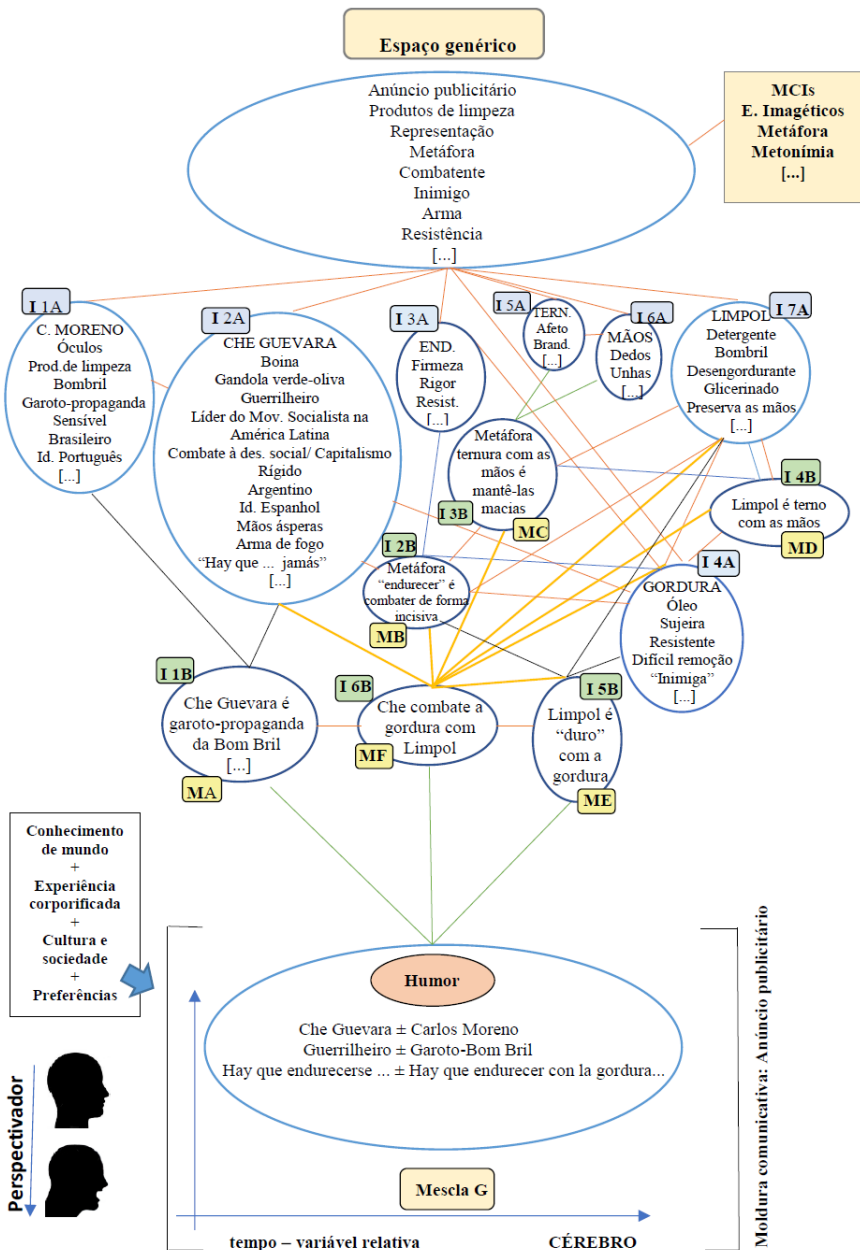 Espaço genérico
Anúncio publicitário
Produtos de limpeza
Representação
Metáfora
Combatente
Inimigo
Arma
Resistência
[...]
MCIs
E. Imagéticos
Metáfora
Metonímia
[...]
I 1A
C. MORENO
Óculos
Prod.de limpeza
Bombril
Garoto-propaganda
Sensível
Brasileiro
Id. Português
[...]
I 2A
CHE GUEVARA
Boina
Gandola verde-oliva
Guerrilheiro
Líder do Mov. Socialista na
América Latina
Combate à des. social/ Capitalismo
Rígido
Argentino
Id. Espanhol
Mãos ásperas
Arma de fogo
“Hay que ... jamás”
[...]
I 3A
END.
Firmeza
Rigor
Resist.
[...]
I 5A
TERN.
Afeto
Brand.
[...]
I 6A
MÃOS
Dedos
Unhas
[...]
I 7A
LIMPOL
Detergente
Bombril
Desengordurante
Glicerinado
Preserva as mãos
[...]
Metáfora
ternura com as
mãos é
mantê-las
macias
I 3B
MC
I 4B
Limpol é terno
com as mãos
MD
I 2B
Metáfora
“endurecer” é
combater de forma
incisiva
MB
I 4A
GORDURA
Óleo
Sujeira
Resistente
Difícil remoção
“Inimiga”
[...]
I 1B
Che Guevara é
garoto-propaganda
da Bom Bril
[...]
MA
I 6B
Che combate a
gordura com
Limpol
MF
I 5B
Limpol é
“duro”
com a
gordura
ME
Conhecimento
de mundo
+
Experiência
corporificada
+
Cultura e
sociedade
+
Preferências
Humor
Che Guevara ± Carlos Moreno
Guerrilheiro ± Garoto-Bom Bril
Hay que endurecerse ... ± Hay que endurecer con la gordura...
Mescla G
tempo – variável relativa
CÉREBRO
Perspectivador
Moldura comunicativa: Anúncio publicitário